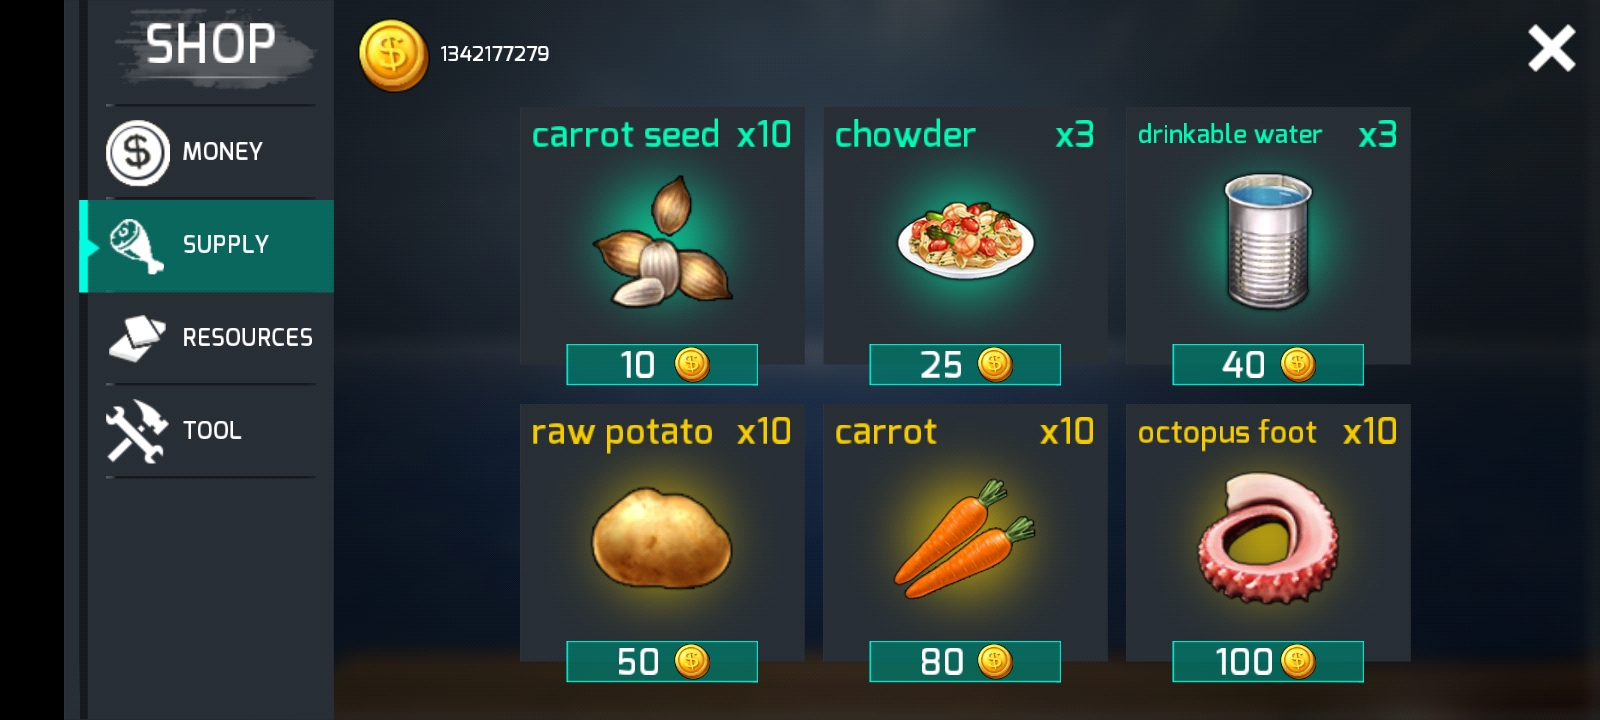 SHOP
1342177279
MONEY
SUPPLY
RESOURCES
TOOL
carrot seed x10
chowder x3
drinkable water x3
10
25
40
raw potato x10
carrot x10
octopus foot x10
50
80
100